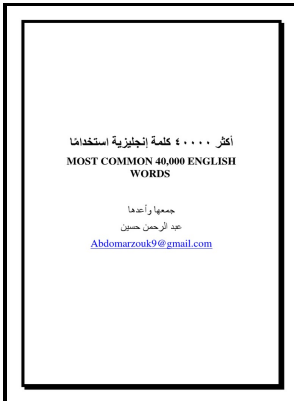 أكثر ٤٠٠٠٠ كلمة إنجليزية استخدامًا
MOST COMMON 40,000 ENGLISH
WORDS
جمعها وأعدها
عبد الرحمن حسين
Abdomarzouk9@gmail.com